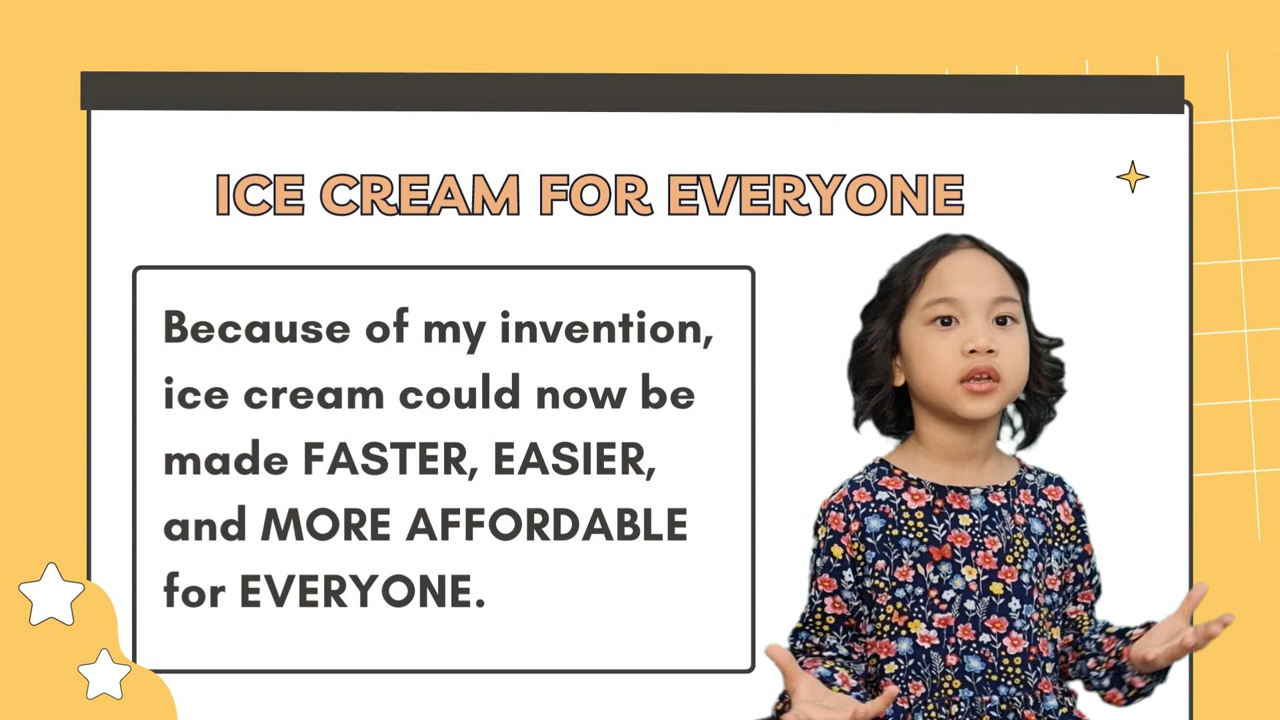 ICE CREAM FOR EVERYONE
Because of my invention,
ice cream could now be
made FASTER, EASIER,
and MORE AFFORDABLE
for EVERYONE.